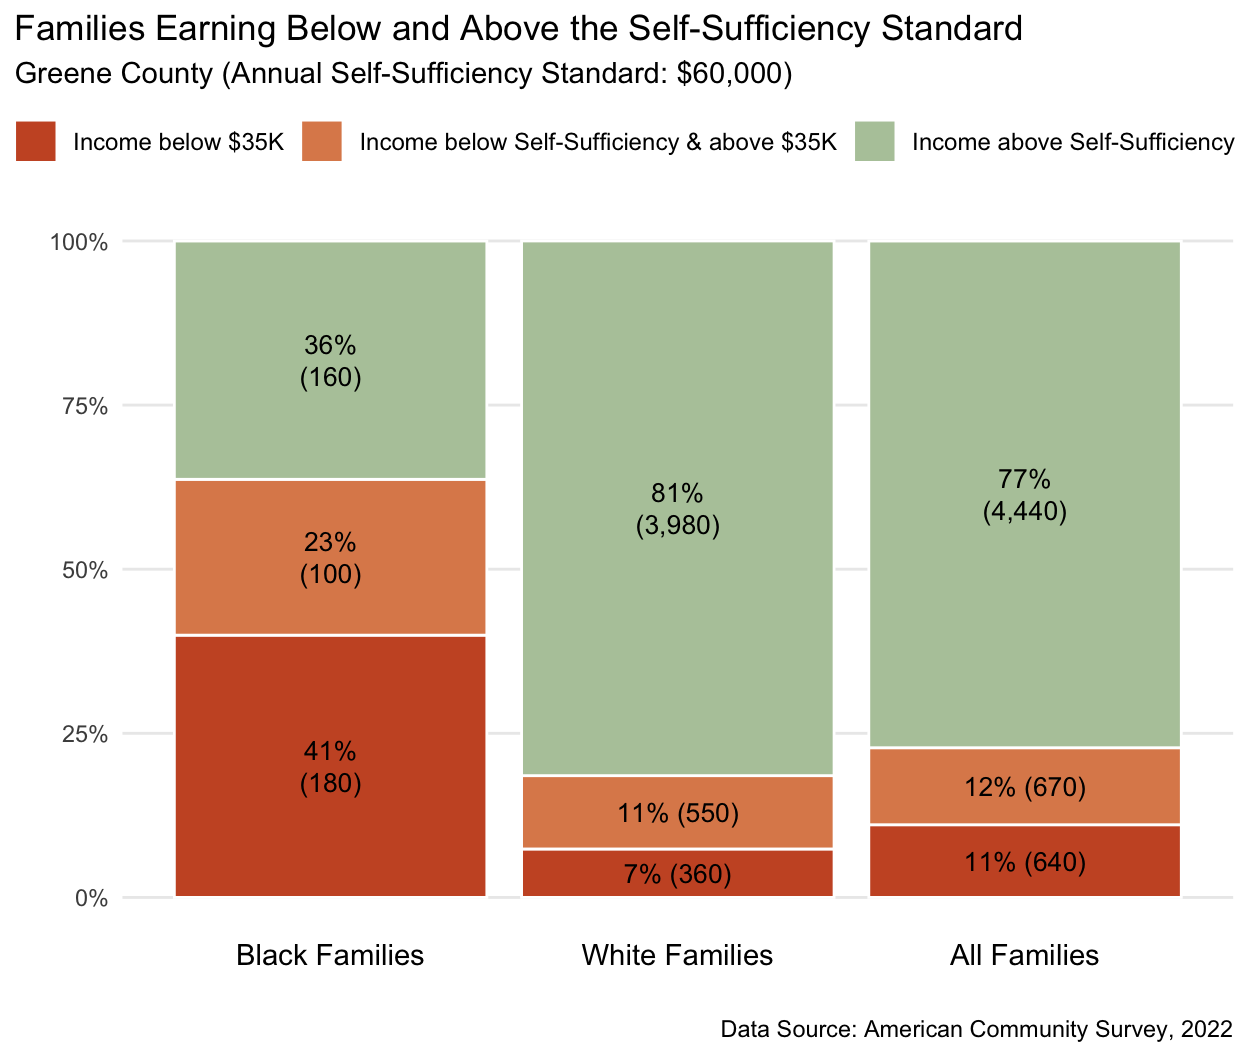 Families Earning Below and Above the Self-Sufficiency Standard
Greene County (Annual Self-Sufficiency Standard: $60,000)
Income below $35K
Income below Self-Sufficiency & above $35K
Income above Self-Sufficiency
100%
75%
50%
25%
0%
36%
(160)
23%
(100)
41%
(180)
81%
(3,980)
11% (550)
7% (360)
77%
(4,440)
12% (670)
11% (640)
Black Families
White Families
All Families
Data Source: American Community Survey, 2022